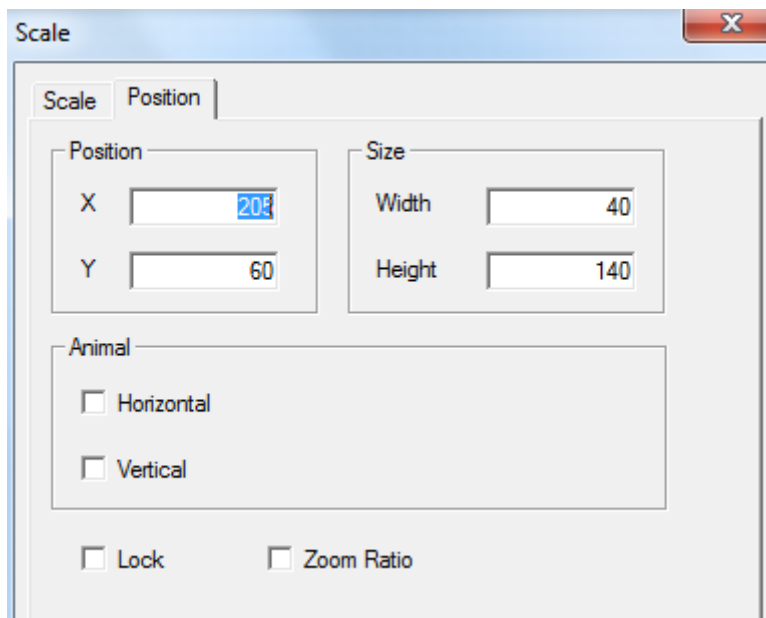 Scale
Scale Position
Position
X 205
Y 60
Size
Width 40
Height 140
Animal
Horizontal
Vertical
Lock Zoom Ratio